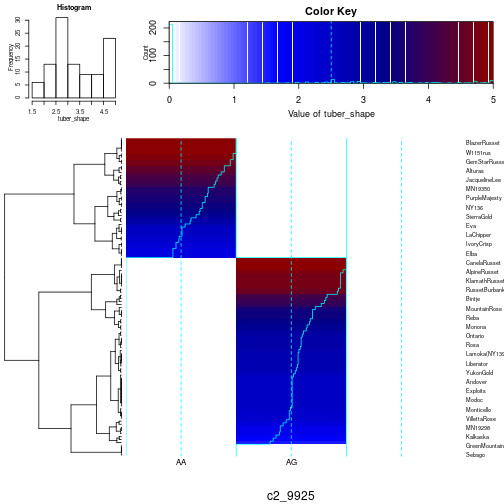 Histogram
Frequency
0 5 10 15 20 25 30
1.5 2.5 3.5 4.5
tuber_shape
Color Key
Count
0 100 200
0 1 2 3 4 5
Value of tuber_shape
BlazerRusset
W1151rus
GemStarRusse
Alturas
JacquelineLee
MN19350
PurpleMajesty
NY136
SierraGold
Eva
LaChipper
IvoryCrisp
Elba
CanelaRusset
AlpineRusset
KlamathRusset
RussetBurbank
Bintje
MountainRose
Reba
Monona
Ontario
Rosa
Lamoka(NY139
Liberator
YukonGold
Andover
Exploits
Modoc
Monticello
VillettaRose
MN19298
Kalkaska
GreenMountain
Sebago
AA AG
c2_9925